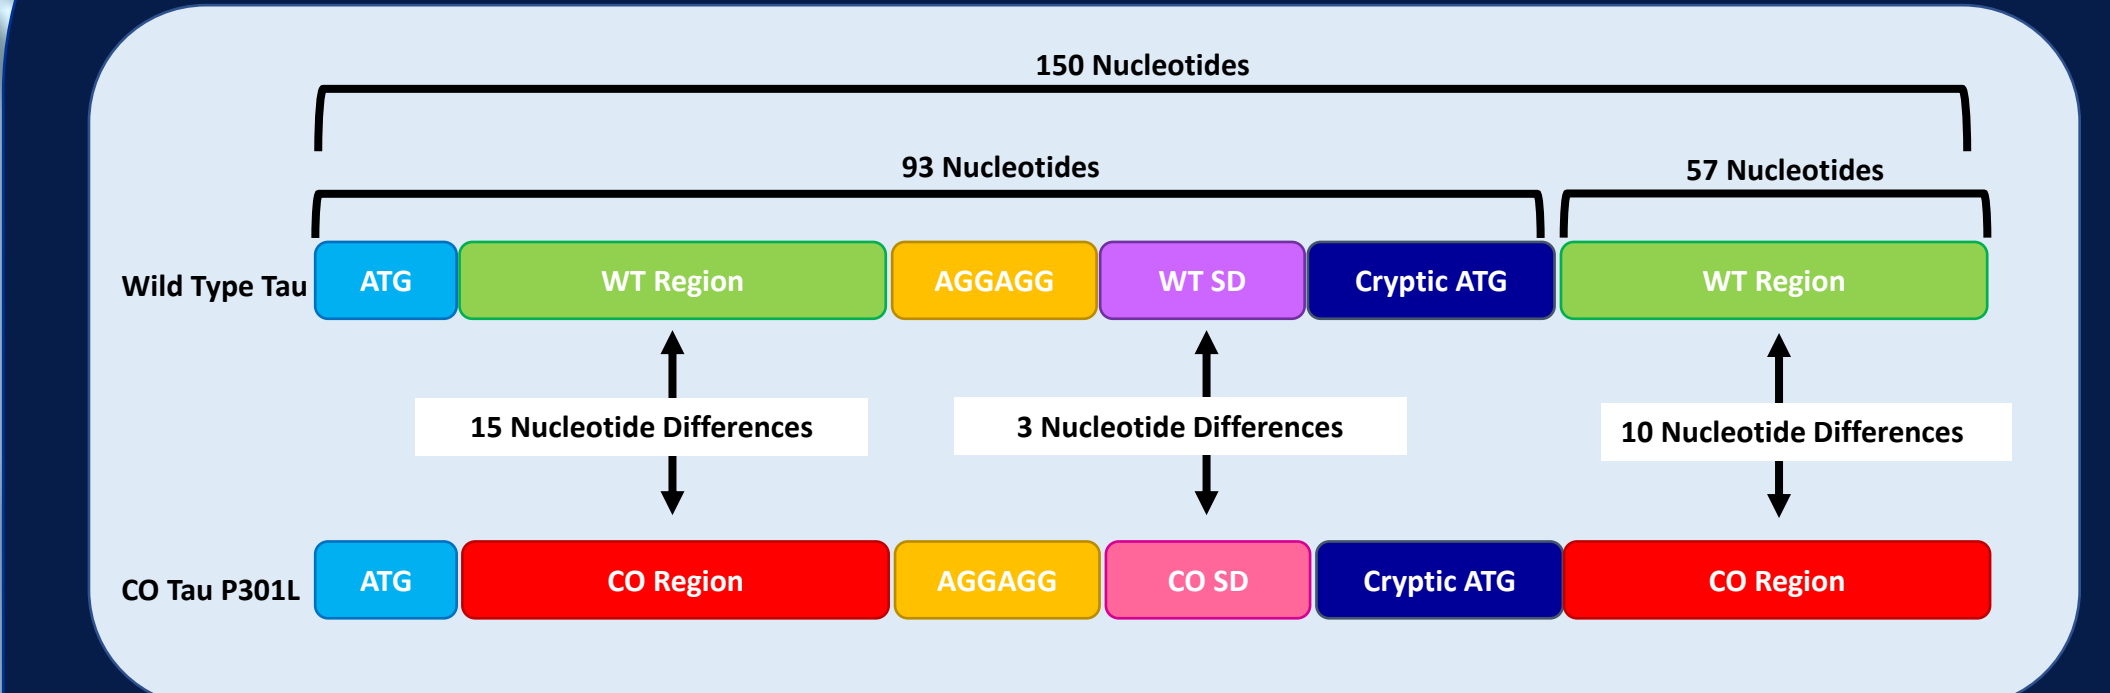 150 Nucleotides
93 Nucleotides
57 Nucleotides
Wild Type Tau
ATG
WT Region
AGGAGG
WT SD
Cryptic ATG
WT Region
15 Nucleotide Differences
3 Nucleotide Differences
10 Nucleotide Differences
CO Tau P301L
ATG
CO Region
AGGAGG
CO SD
Cryptic ATG
CO Region